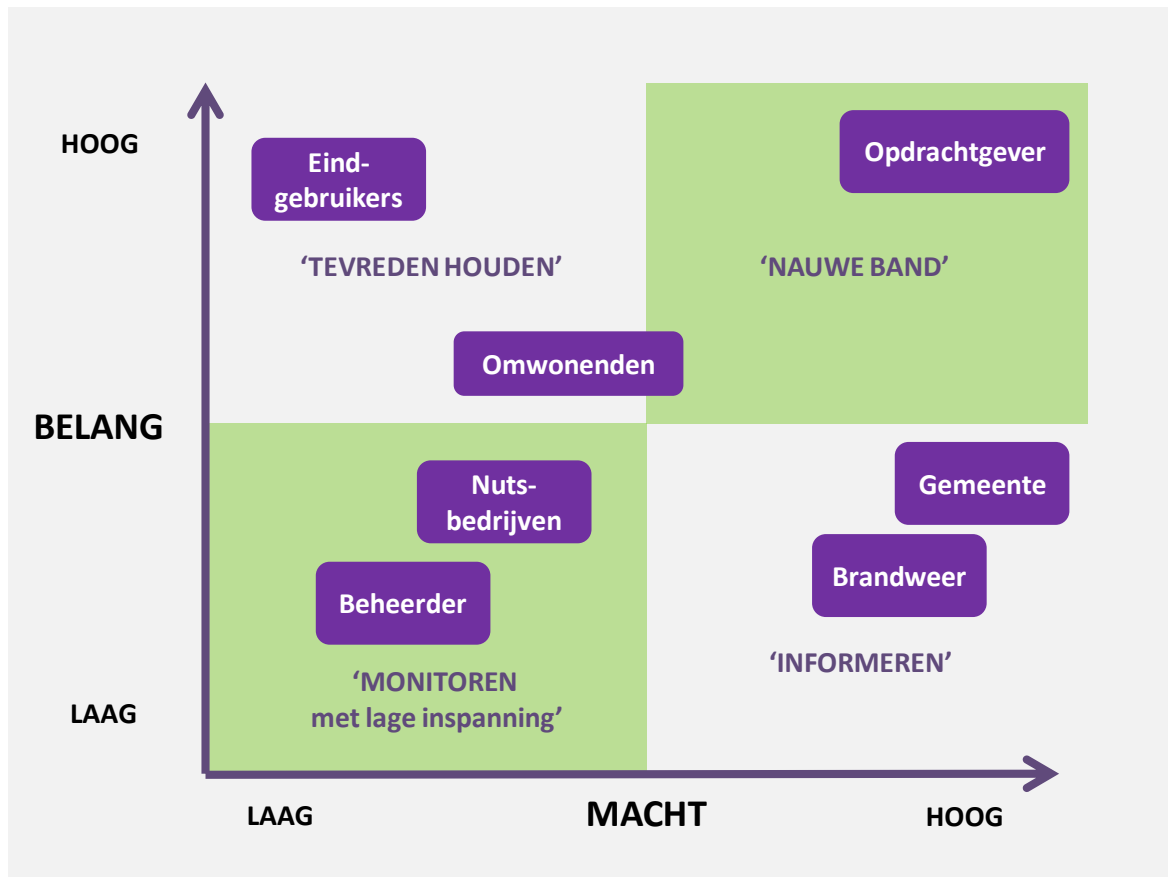 HOOG
Eind-
gebruikers
Opdrachtgever
‘TEVREDEN HOUDEN’
‘NAUWE BAND’
Omwonenden
BELANG
Nuts-
bedrijven
Gemeente
Beheerder
Brandweer
‘MONITOREN
met lage inspanning’
‘INFORMEREN’
LAAG
LAAG
MACHT
HOOG